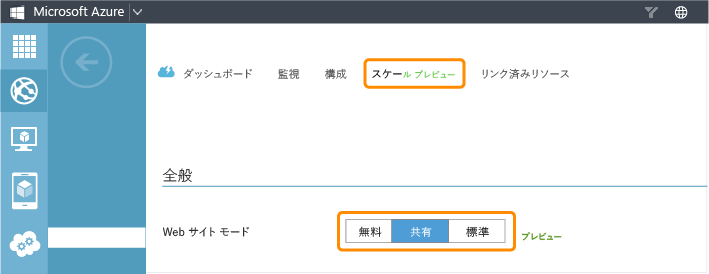 Microsoft Azure
ダッシュボード 監視 構成 スケール プレビュー リンク済みリソース
全般
Web サイト モード 無料 共有 標準 プレビュー